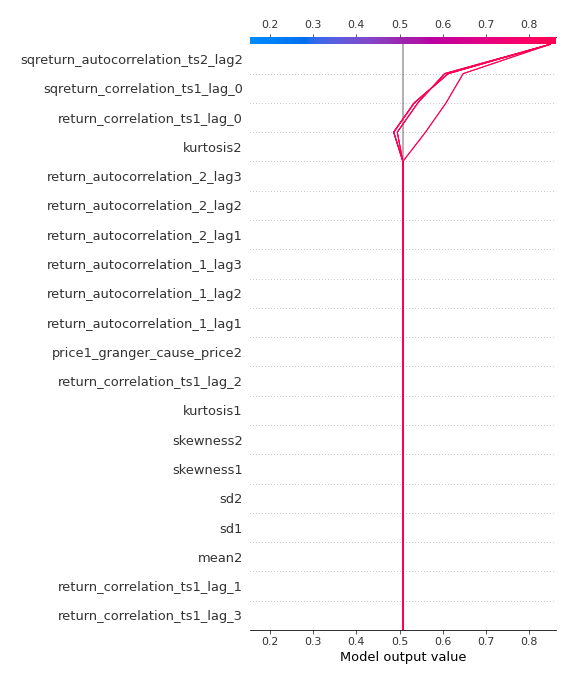 0.2 0.3 0.4 0.5 0.6 0.7 0.8
sqreturn_autocorrelation_ts2_lag2
sqreturn_correlation_ts1_lag_0
return_correlation_ts1_lag_0
kurtosis2
return_autocorrelation_2_lag3
return_autocorrelation_2_lag2
return_autocorrelation_2_lag1
return_autocorrelation_1_lag3
return_autocorrelation_1_lag2
return_autocorrelation_1_lag1
price1_granger_cause_price2
return_correlation_ts1_lag_2
kurtosis1
skewness2
skewness1
sd2
sd1
mean2
return_correlation_ts1_lag_1
return_correlation_ts1_lag_3
0.2 0.3 0.4 0.5 0.6 0.7 0.8
Model output value